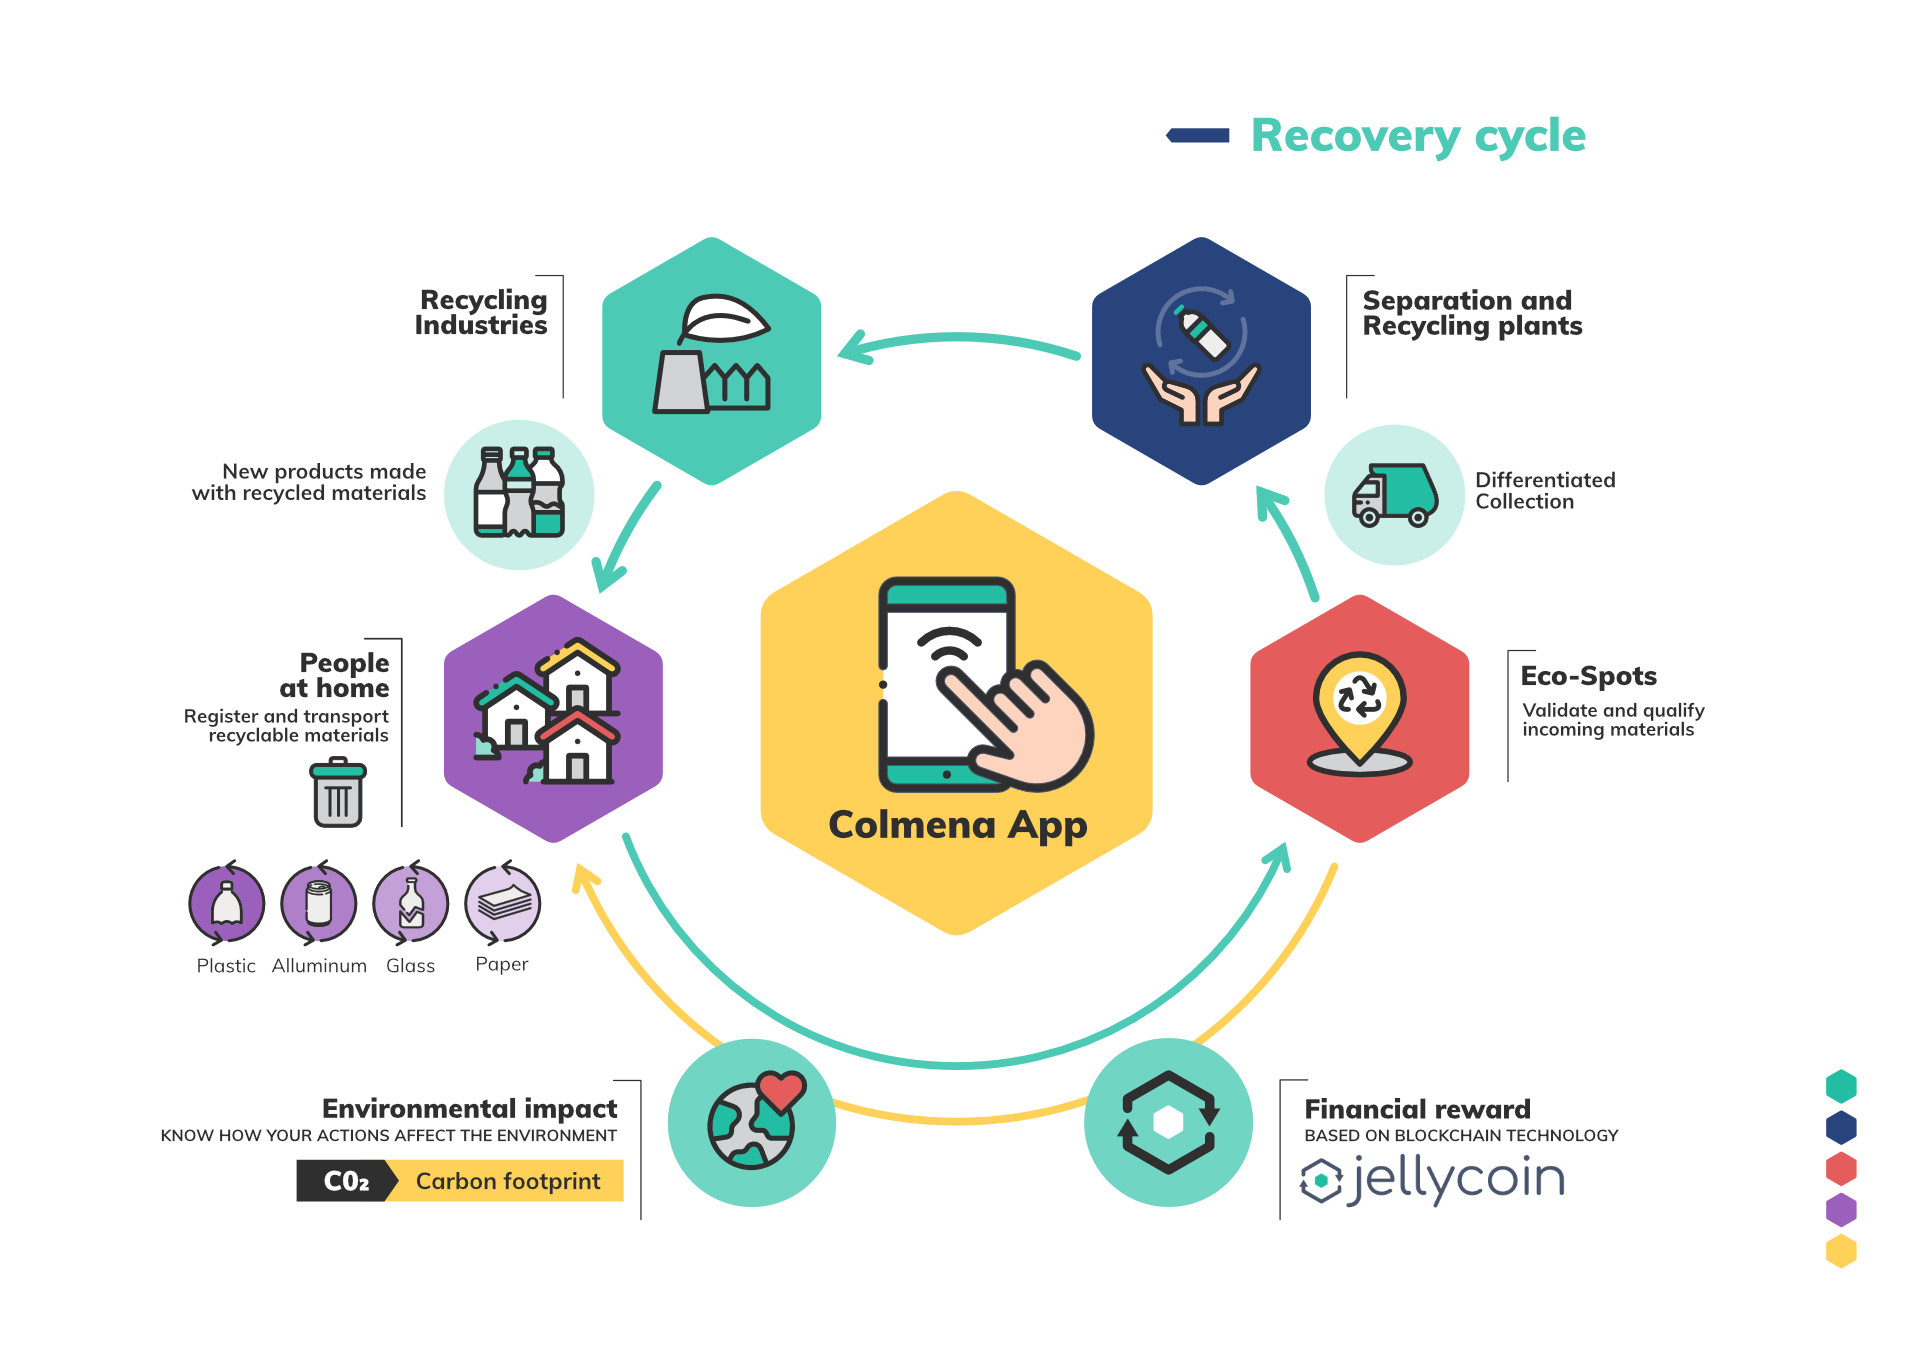 Recovery cycle
Recycling
Industries
Separation and
Recycling plants
New products made
with recycled materials
Differentiated
Collection
People
at home
Register and transport
recyclable materials
Eco-Spots
Validate and qualify
incoming materials
Colmena App
Plastic
Alluminum
Glass
Paper
Environmental impact
KNOW HOW YOUR ACTIONS AFFECT THE ENVIRONMENT
C0₂
Carbon footprint
Financial reward
BASED ON BLOCKCHAIN TECHNOLOGY
jellycoin